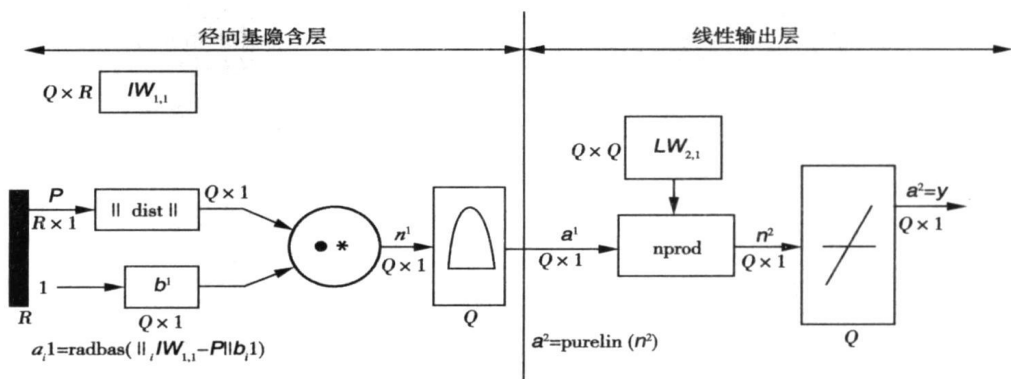 径向基隐含层
线性输出层
Q × R
IW1,1
Q × Q
LW2,1
P
R × 1
|| dist ||
Q × 1
• *
n¹
Q × 1
a¹
Q × 1
nprod
n²
Q × 1
a²=y
Q × 1
1
b¹
Q × 1
R
Q
Q
aᵢ1=radbas( ||ᵢIW1,1−P||bᵢ1)
a²=purelin (n²)